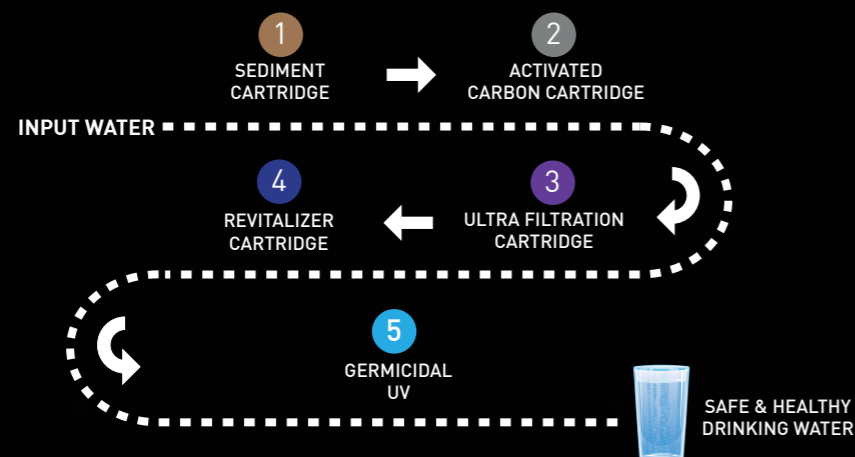 1
SEDIMENT
CARTRIDGE
2
ACTIVATED
CARBON CARTRIDGE
INPUT WATER
3
ULTRA FILTRATION
CARTRIDGE
4
REVITALIZER
CARTRIDGE
5
GERMICIDAL
UV
SAFE & HEALTHY
DRINKING WATER